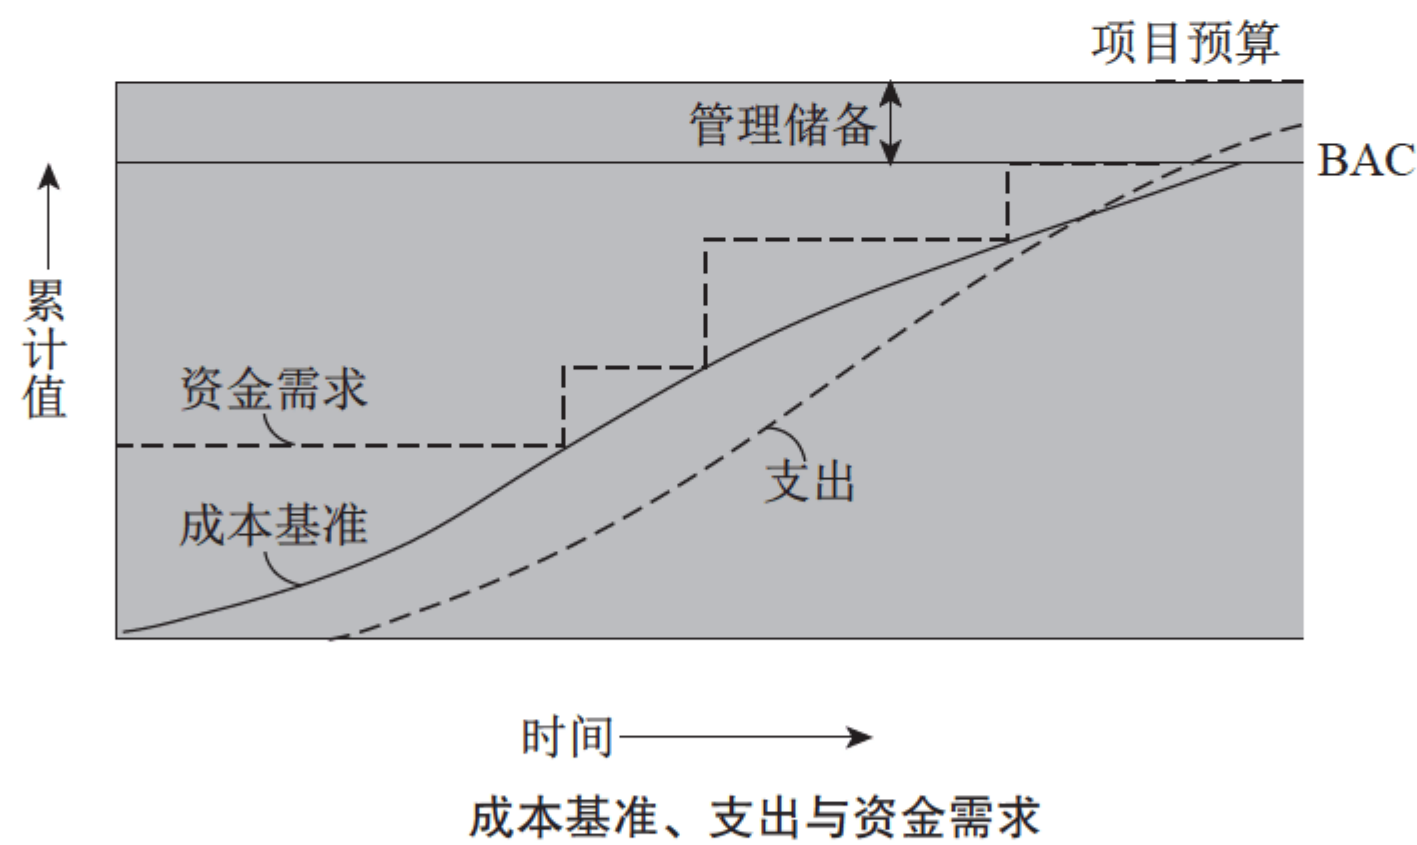 项目预算
管理储备
BAC
累计值
资金需求
支出
成本基准
时间
成本基准、支出与资金需求